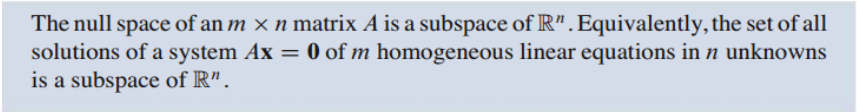 The null space of an m × n matrix A is a subspace of ℝⁿ. Equivalently, the set of all
solutions of a system Ax = 0 of m homogeneous linear equations in n unknowns
is a subspace of ℝⁿ.